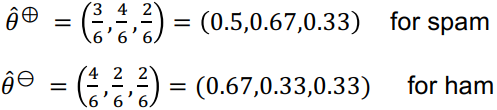 θ̂⊕ = (3/6, 4/6, 2/6) = (0.5,0.67,0.33) for spam
θ̂⊖ = (4/6, 2/6, 2/6) = (0.67,0.33,0.33) for ham